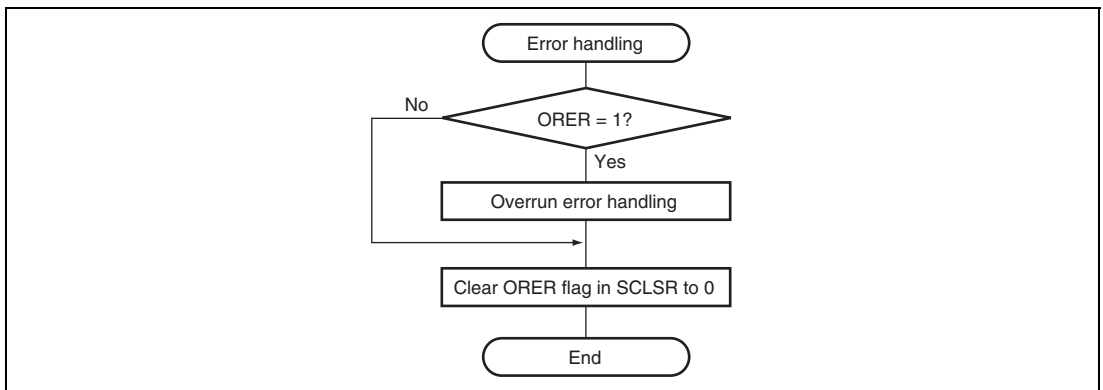 Error handling
No
ORER = 1?
Yes
Overrun error handling
Clear ORER flag in SCLSR to 0
End